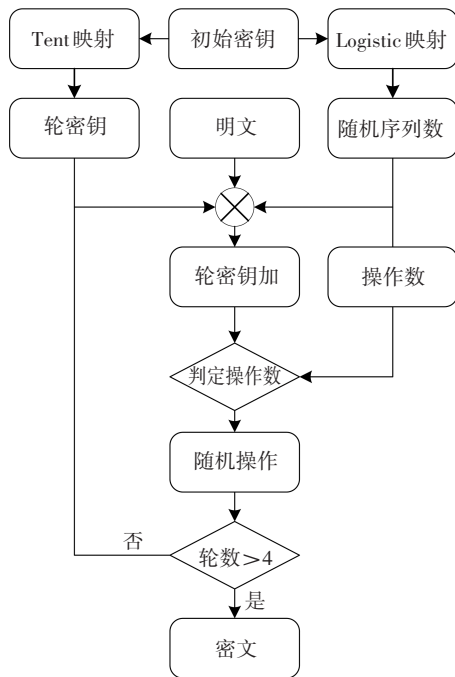 Tent映射
初始密钥
Logistic映射
轮密钥
明文
随机序列数
轮密钥加
操作数
判定操作数
随机操作
否
轮数>4
是
密文